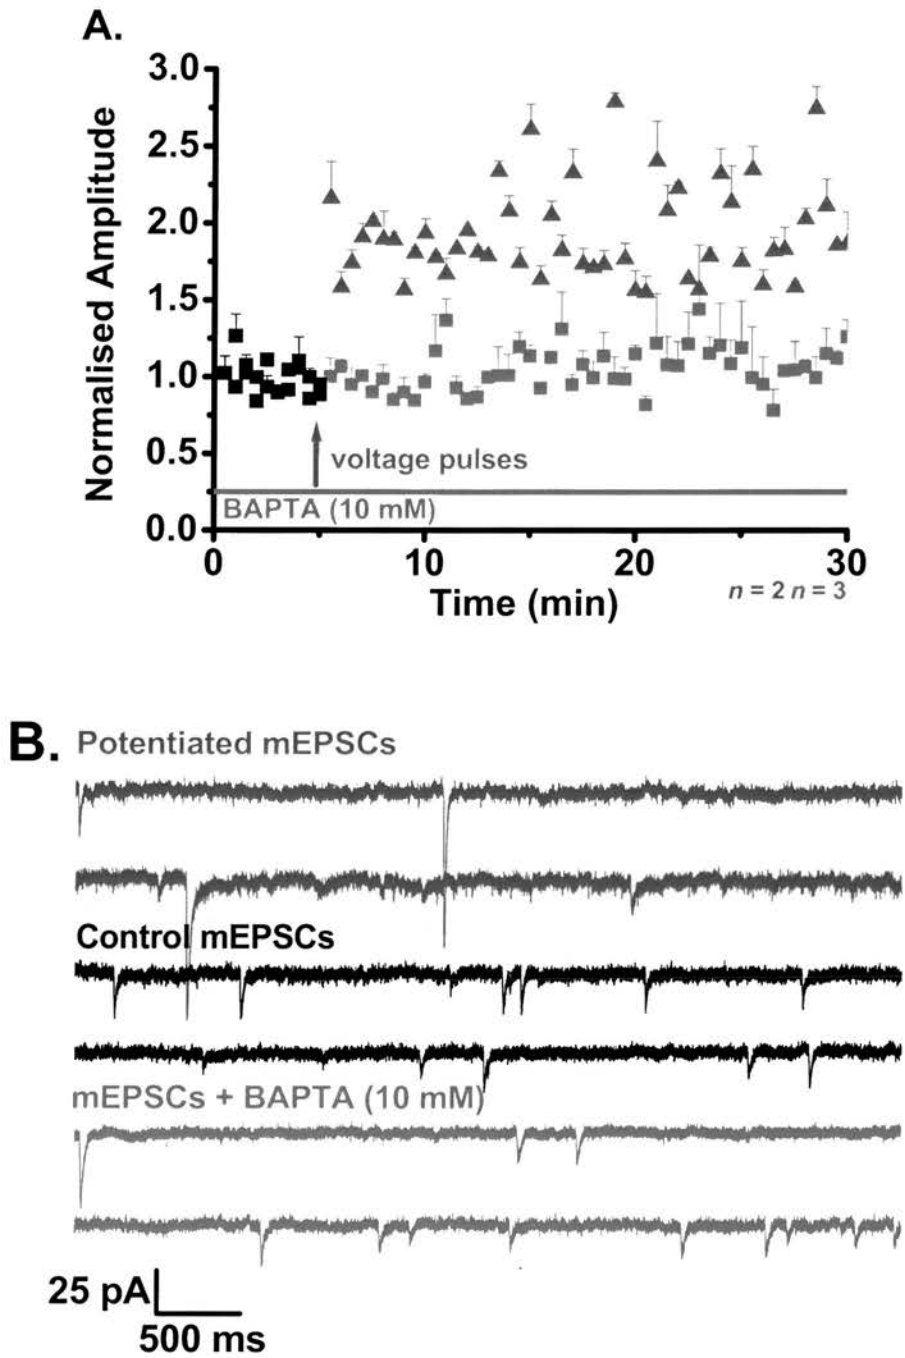 A.
Normalised Amplitude
3.0
2.5
2.0
1.5
1.0
0.5
0.0
voltage pulses
BAPTA (10 mM)
0
10
20
30
Time (min)
n = 2 n = 3
B.
Potentiated mEPSCs
Control mEPSCs
mEPSCs + BAPTA (10 mM)
25 pA
500 ms